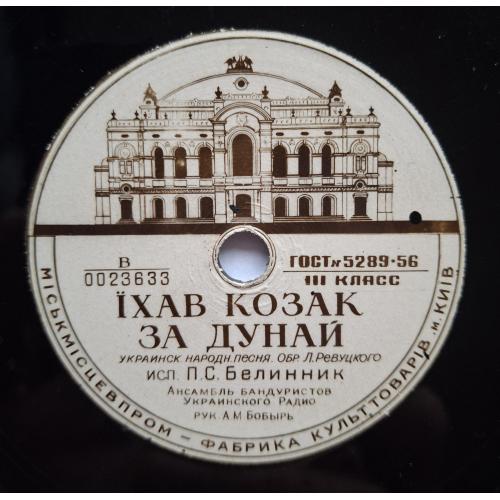 В
0023633
ГОСТ № 5289-56
III КЛАСС
ЇХАВ КОЗАК
ЗА ДУНАЙ
УКРАИНСК НАРОДН. ПЕСНЯ. ОБР. Л. РЕВУЦКОГО
ИСП. П.С. БЕЛИННИК
АНСАМБЛЬ БАНДУРИСТОВ
УКРАИНСКОГО РАДИО
РУК. А.М БОБЫРЬ
МІСЬКМІСЦЕВПРОМ – ФАБРИКА КУЛЬТТОВАРІВ. М. КИЇВ